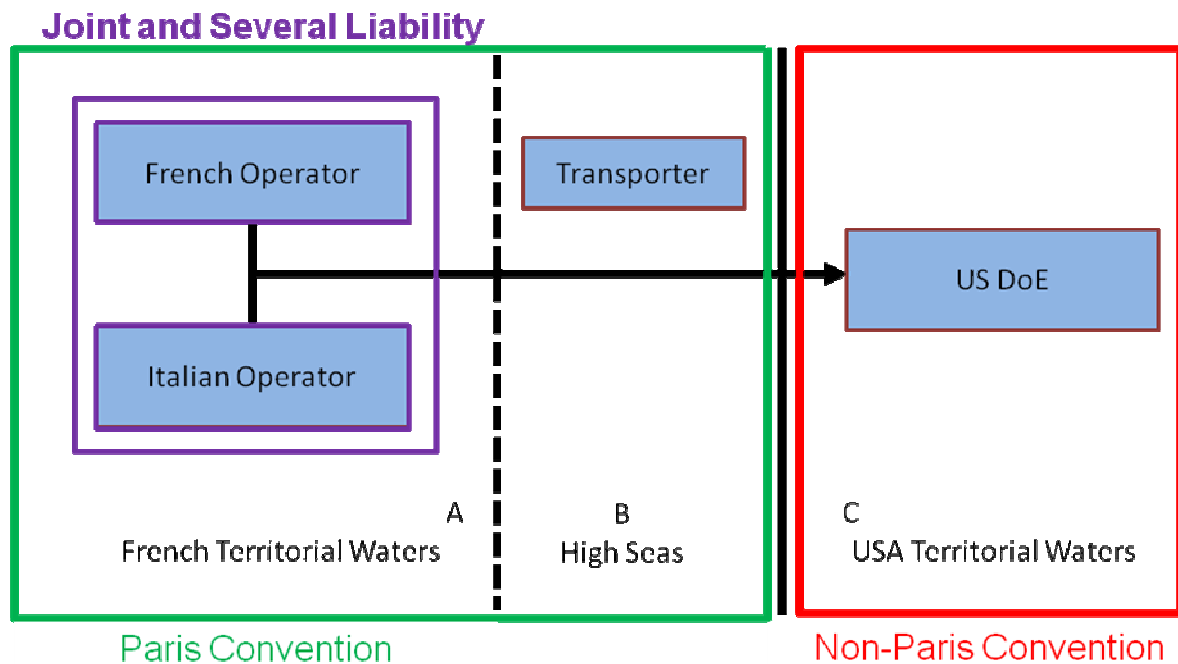 Joint and Several Liability
French Operator
Transporter
US DoE
Italian Operator
A
B
C
French Territorial Waters
High Seas
USA Territorial Waters
Paris Convention
Non-Paris Convention